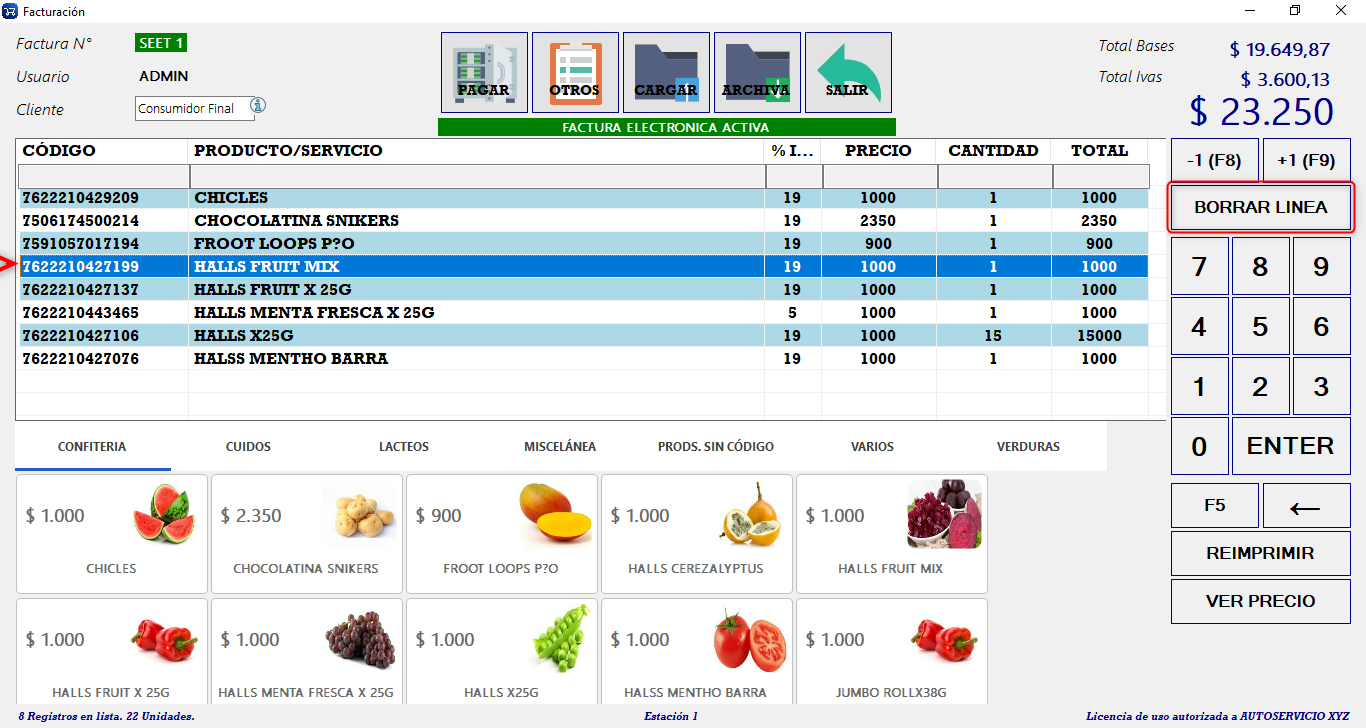 Facturación
Factura N°
SEET 1
Usuario
ADMIN
Cliente
Consumidor Final
PAGAR
OTROS
CARGAR
ARCHIVA
SALIR
FACTURA ELECTRONICA ACTIVA
Total Bases
$ 19.649,87
Total Ivas
$ 3.600,13
$ 23.250
CÓDIGO PRODUCTO/SERVICIO % I... PRECIO CANTIDAD TOTAL
7622210429209 CHICLES 19 1000 1 1000
7506174500214 CHOCOLATINA SNIKERS 19 2350 1 2350
7591057017194 FROOT LOOPS P?O 19 900 1 900
7622210427199 HALLS FRUIT MIX 19 1000 1 1000
7622210427137 HALLS FRUIT X 25G 19 1000 1 1000
7622210443465 HALLS MENTA FRESCA X 25G 5 1000 1 1000
7622210427106 HALLS X25G 19 1000 15 15000
7622210427076 HALSS MENTHO BARRA 19 1000 1 1000
-1 (F8) +1 (F9)
BORRAR LINEA
7 8 9
4 5 6
1 2 3
0 ENTER
F5 ←
REIMPRIMIR
VER PRECIO
CONFITERIA CUIDOS LACTEOS MISCELÁNEA PRODS. SIN CÓDIGO VARIOS VERDURAS
$ 1.000 $ 2.350 $ 900 $ 1.000 $ 1.000
CHICLES CHOCOLATINA SNIKERS FROOT LOOPS P?O HALLS CEREZALYPTUS HALLS FRUIT MIX
$ 1.000 $ 1.000 $ 1.000 $ 1.000 $ 1.000
HALLS FRUIT X 25G HALLS MENTA FRESCA X 25G HALLS X25G HALSS MENTHO BARRA JUMBO ROLLX38G
8 Registros en lista. 22 Unidades.
Estación 1
Licencia de uso autorizada a AUTOSERVICIO XYZ